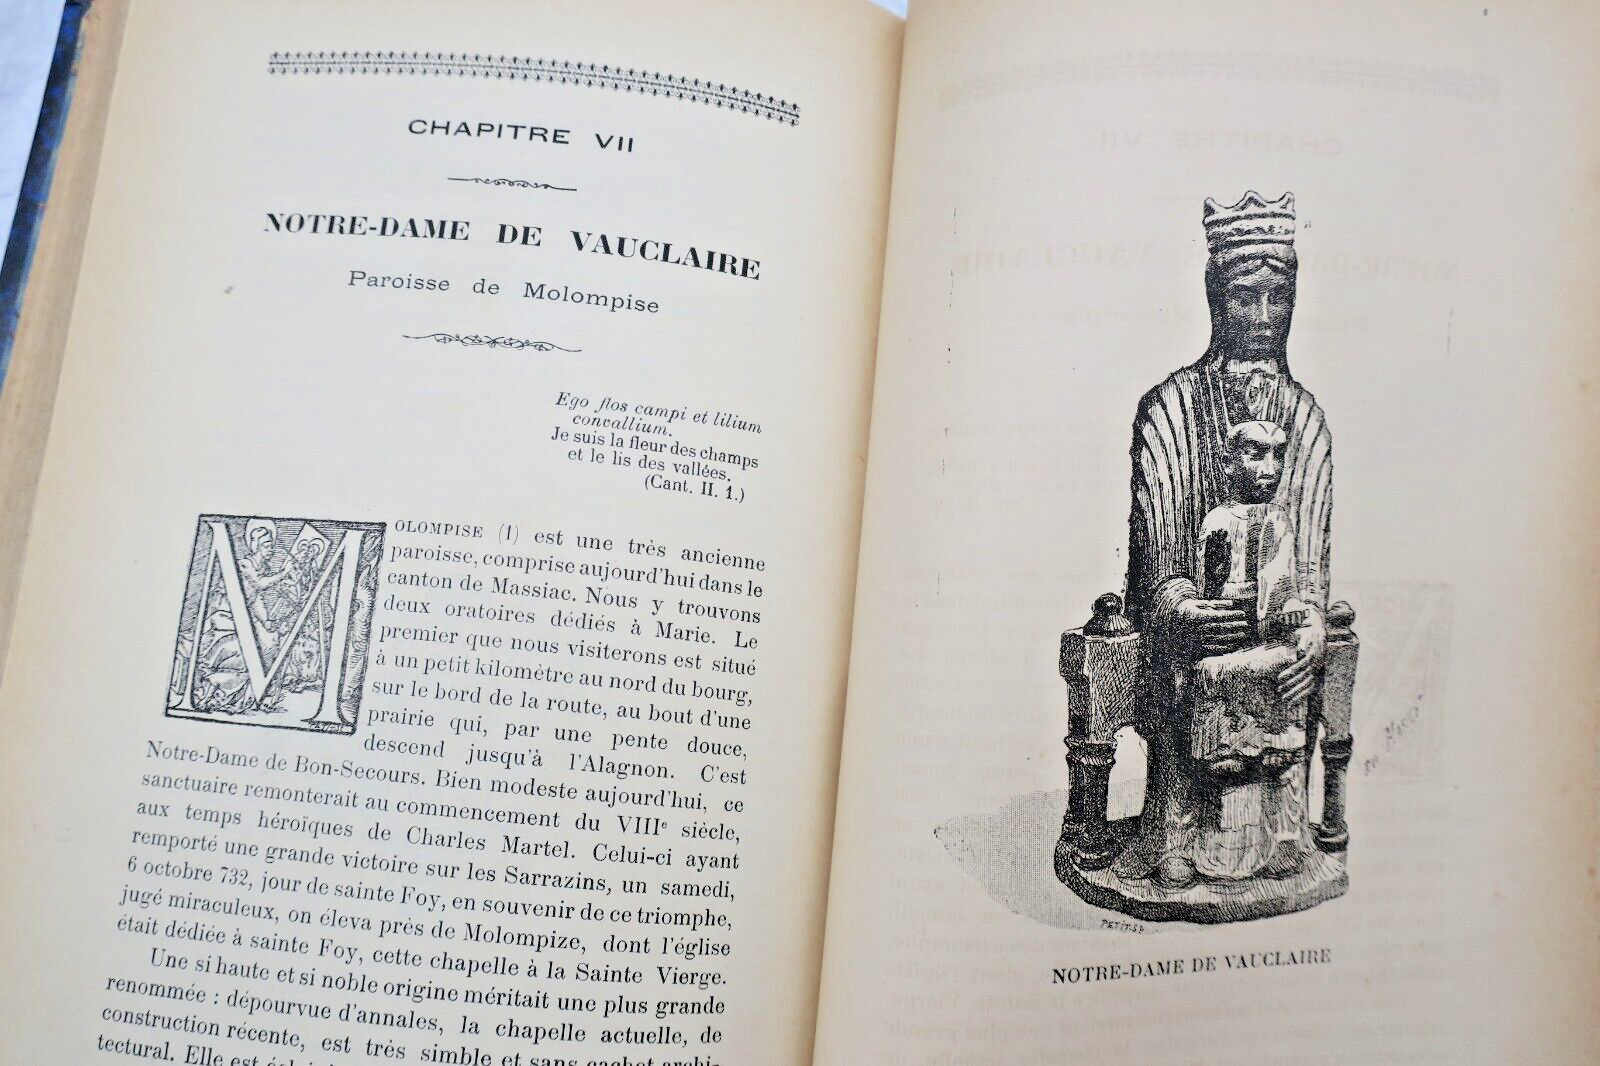 CHAPITRE VII
NOTRE-DAME DE VAUCLAIRE
Paroisse de Molompise
Ego flos campi et lilium
convallium.
Je suis la fleur des champs
et le lis des vallées.
(Cant. II. 1.)
MOLOMPISE (1) est une très ancienne
paroisse, comprise aujourd'hui dans le
canton de Massiac. Nous y trouvons
deux oratoires dédiés à Marie. Le
premier que nous visiterons est situé
à un petit kilomètre au nord du bourg,
sur le bord de la route, au bout d'une
prairie qui, par une pente douce,
descend jusqu'à l'Alagnon. C'est
Notre-Dame de Bon-Secours. Bien modeste aujourd'hui, ce
sanctuaire remonterait au commencement du VIIIe siècle,
aux temps héroïques de Charles Martel. Celui-ci ayant
remporté une grande victoire sur les Sarrazins, un samedi,
6 octobre 732, jour de sainte Foy, en souvenir de ce triomphe,
jugé miraculeux, on éleva près de Molompize, dont l'église
était dédiée à sainte Foy, cette chapelle à la Sainte Vierge.
Une si haute et si noble origine méritait une plus grande
renommée : dépourvue d'annales, la chapelle actuelle, de
construction récente, est très simple et sans cachet archi-
tectural. Elle est
NOTRE-DAME DE VAUCLAIRE